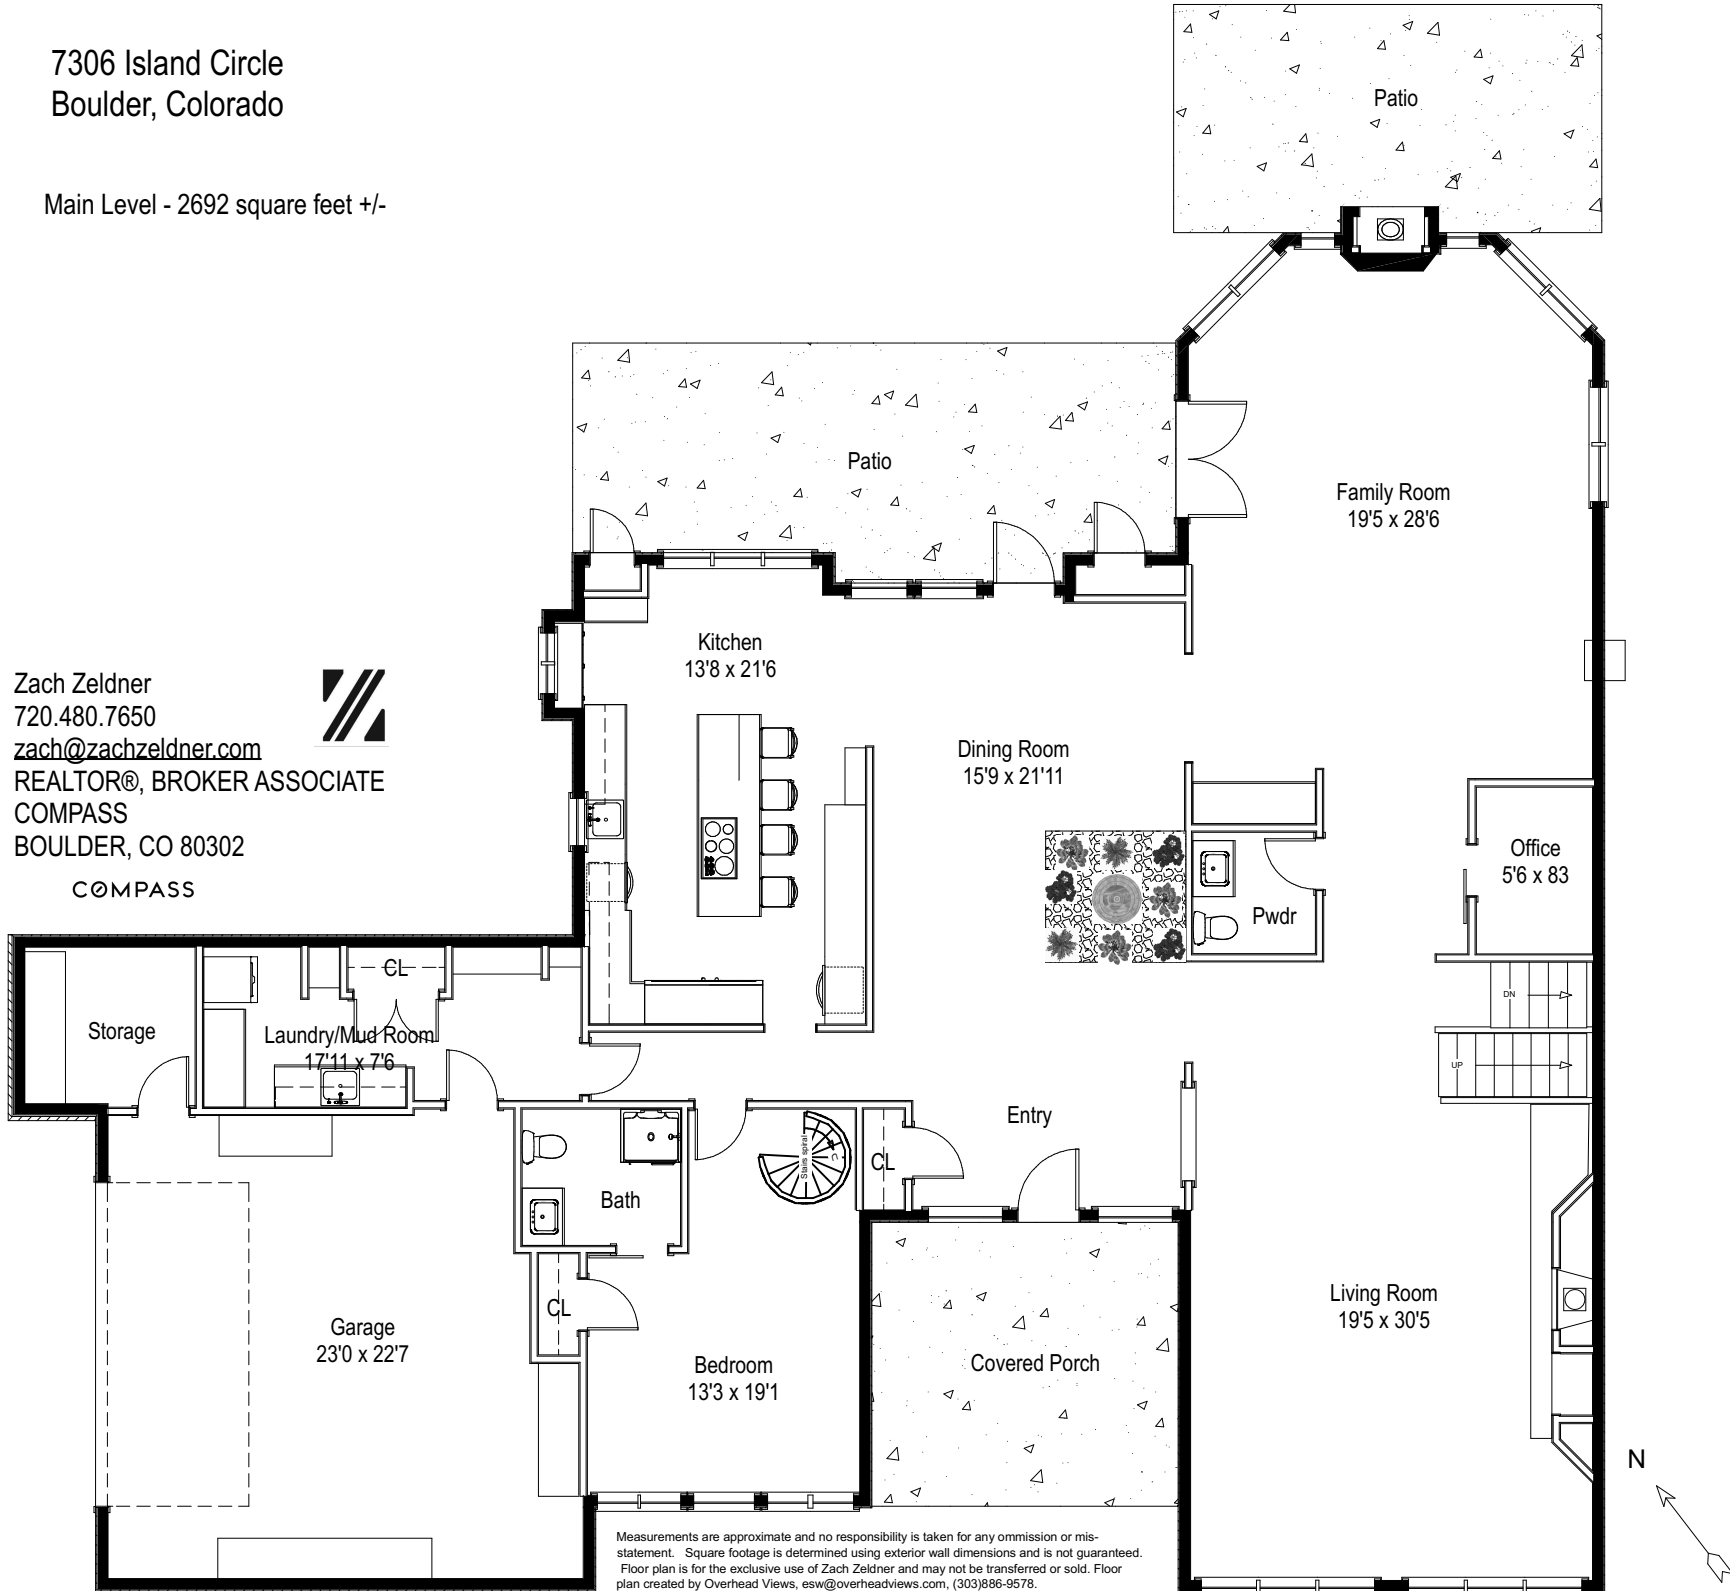 7306 Island Circle
Boulder, Colorado
Main Level - 2692 square feet +/-
Patio
Patio
Family Room
19'5 x 28'6
Kitchen
13'8 x 21'6
Zach Zeldner
720.480.7650
zach@zachzeldner.com
REALTOR®, BROKER ASSOCIATE
COMPASS
BOULDER, CO 80302
COMPASS
Dining Room
15'9 x 21'11
Office
5'6 x 83
Pwdr
CL
DN
Storage
Laundry/Mud Room
17'11 x 7'6
UP
Entry
Stairs spiral
CL
Bath
CL
Living Room
19'5 x 30'5
Garage
23'0 x 22'7
Covered Porch
Bedroom
13'3 x 19'1
N
Measurements are approximate and no responsibility is taken for any ommission or mis-
statement. Square footage is determined using exterior wall dimensions and is not guaranteed.
Floor plan is for the exclusive use of Zach Zeldner and may not be transferred or sold. Floor
plan created by Overhead Views, esw@overheadviews.com, (303)886-9578.